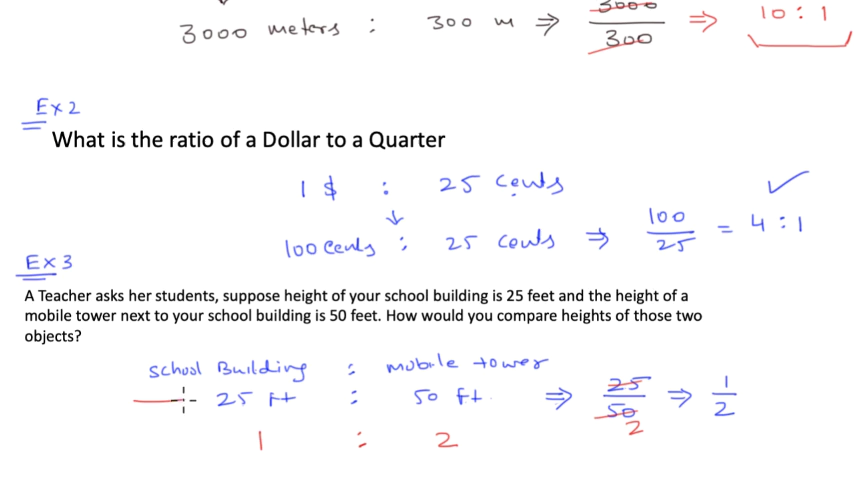 3000 meters : 300 m ⇒ 3000/300 ⇒ 10 : 1
Ex 2
What is the ratio of a Dollar to a Quarter
1 $ : 25 cents
100 cents : 25 cents ⇒ 100/25 = 4 : 1
Ex 3
A Teacher asks her students, suppose height of your school building is 25 feet and the height of a
mobile tower next to your school building is 50 feet. How would you compare heights of those two
objects?
School Building : mobile tower
25 ft : 50 ft. ⇒ 25/50 2 ⇒ 1/2
1 : 2